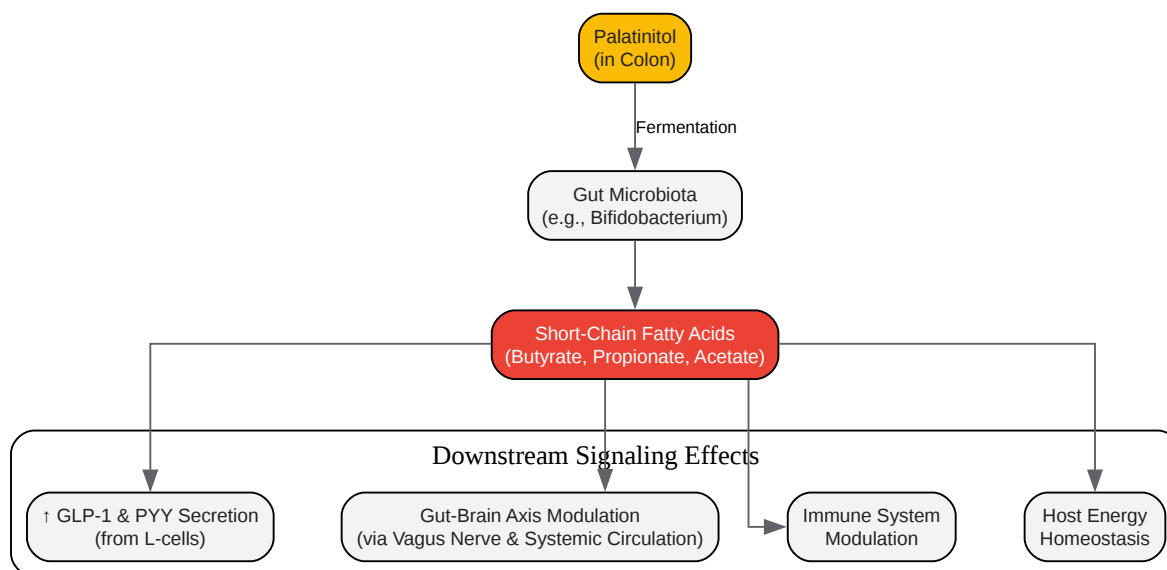 Palatinitol
(in Colon)
Fermentation
Gut Microbiota
(e.g., Bifidobacterium)
Short-Chain Fatty Acids
(Butyrate, Propionate, Acetate)
Downstream Signaling Effects
↑ GLP-1 & PYY Secretion
(from L-cells)
Gut-Brain Axis Modulation
(via Vagus Nerve & Systemic Circulation)
Immune System
Modulation
Host Energy
Homeostasis